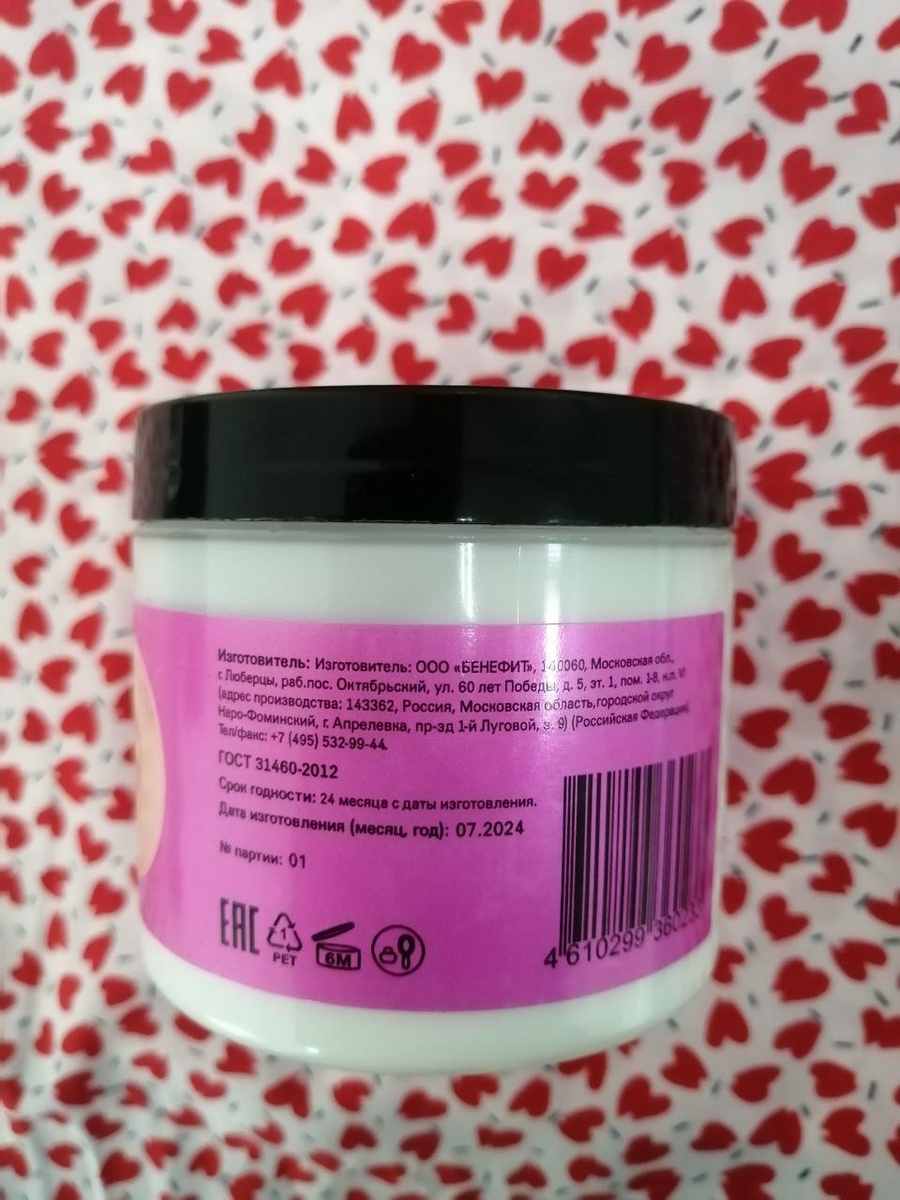 Изготовитель: Изготовитель: ООО «БЕНЕФИТ», 140060, Московская обл.,
г. Люберцы, раб.пос. Октябрьский, ул. 60 лет Победы, д. 5, эт. 1, пом. 1-8, н.п. VI
(адрес производства: 143362, Россия, Московская область,городской округ
Наро-Фоминский, г. Апрелевка, пр-зд 1-й Луговой, з. 9) (Российская Федерация).
Тел/факс: +7 (495) 532-99-44.
ГОСТ 31460-2012
Срок годности: 24 месяца с даты изготовления.
Дата изготовления (месяц, год): 07.2024
№ партии: 01
EAC
1
PET
6M
4 610299